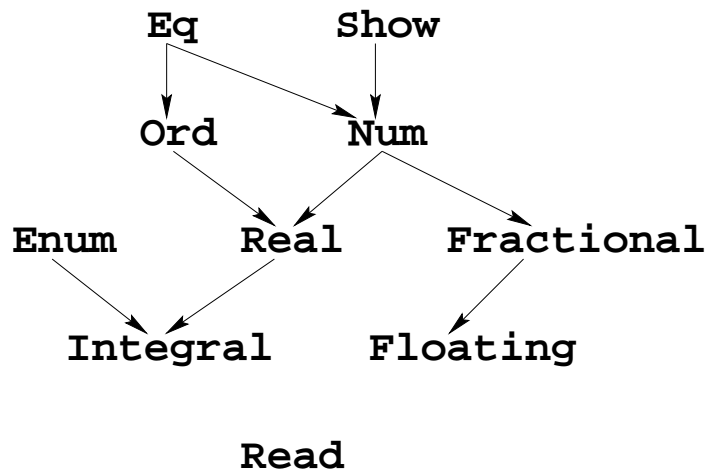 Eq Show
Ord Num
Enum Real Fractional
Integral Floating
Read